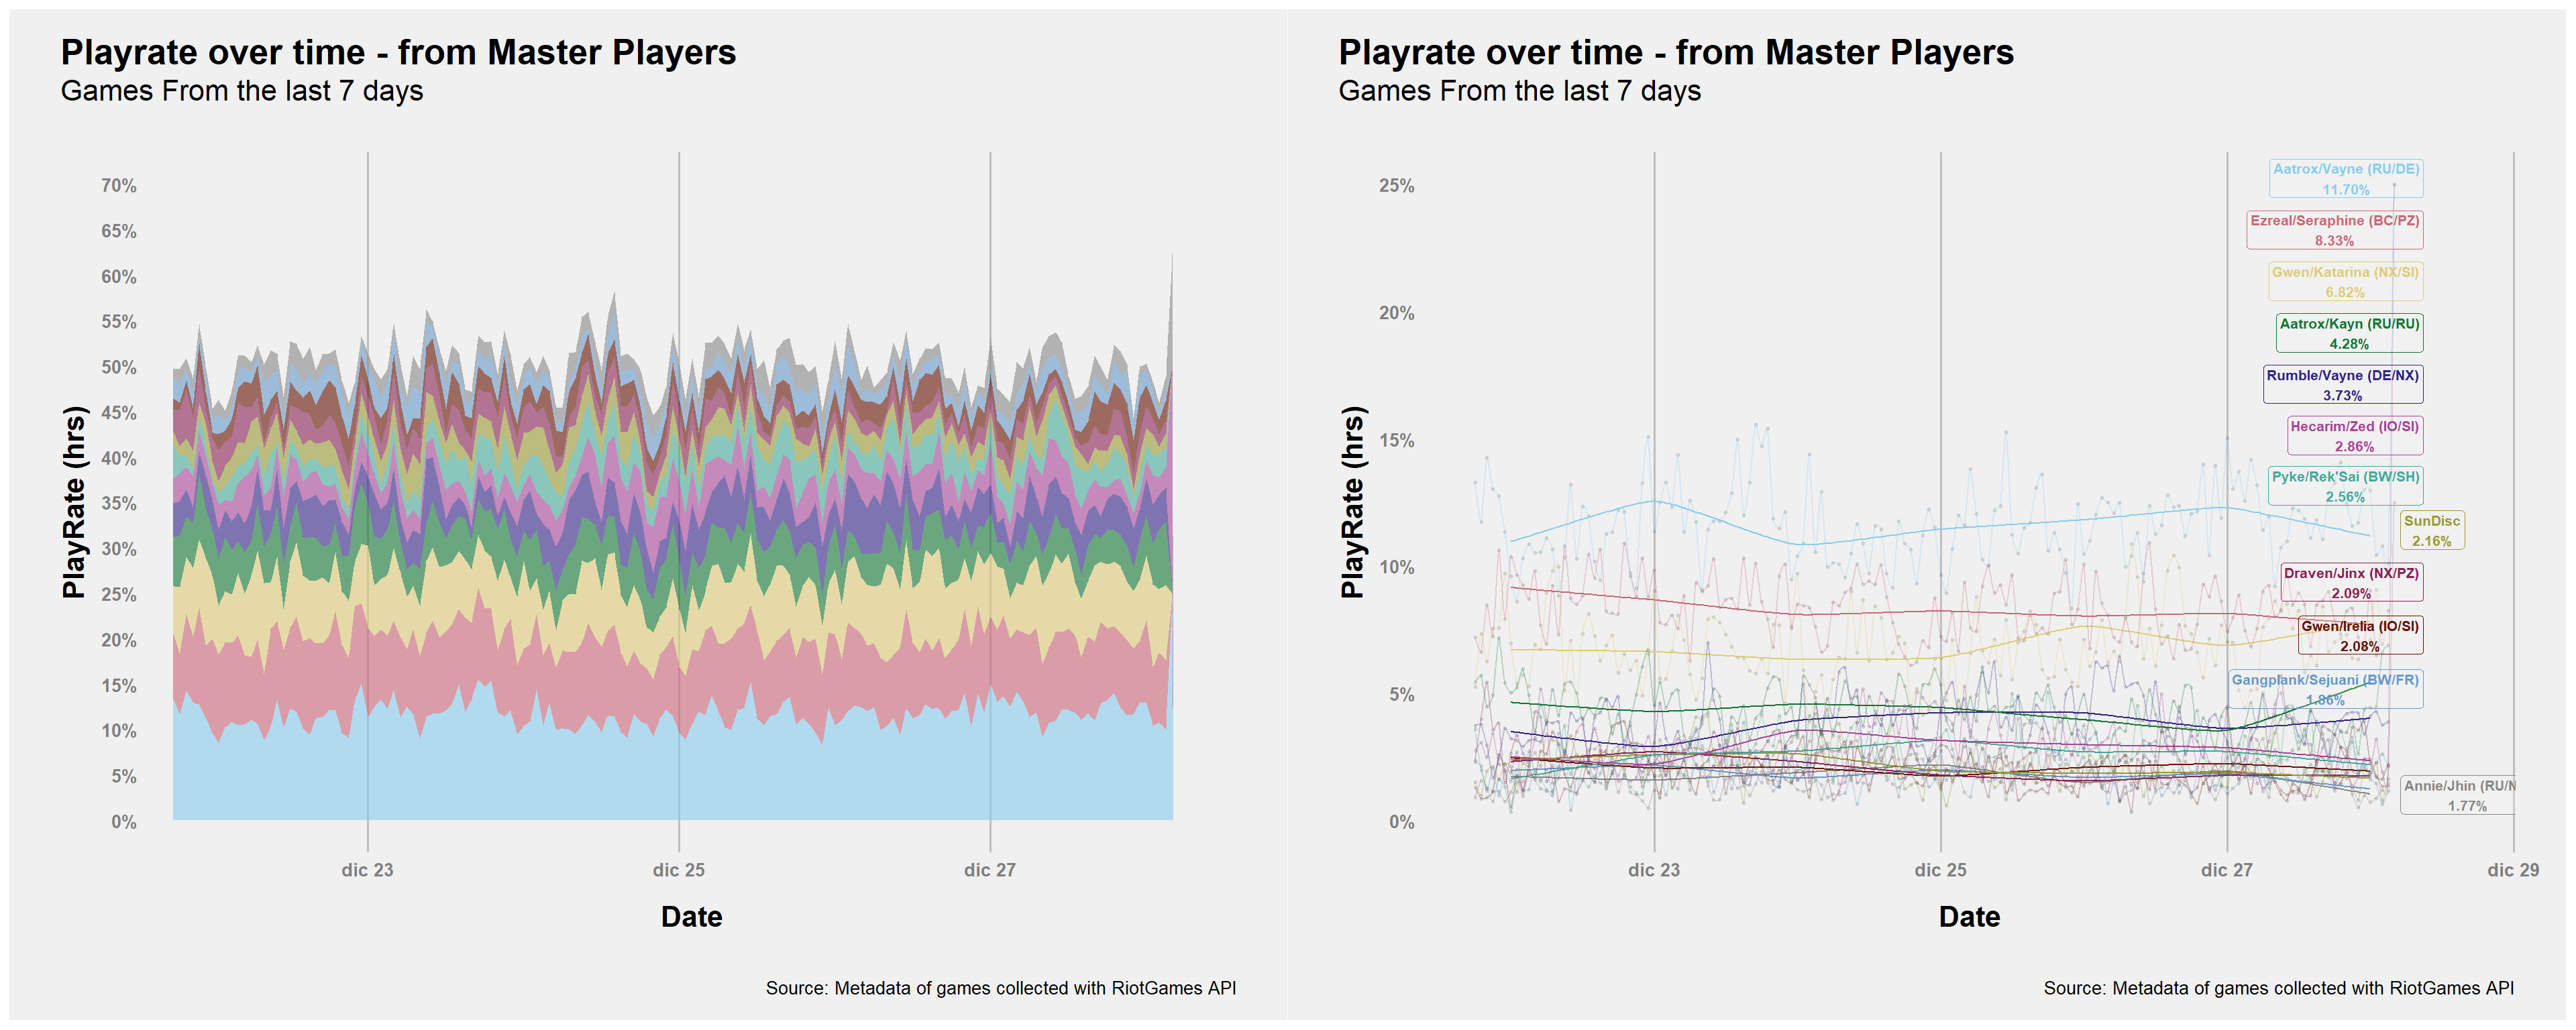 Playrate over time - from Master Players
Games From the last 7 days
70%
65%
60%
55%
50%
45%
40%
35%
30%
25%
20%
15%
10%
5%
0%
PlayRate (hrs)
dic 23
dic 25
dic 27
Date
Source: Metadata of games collected with RiotGames API
Playrate over time - from Master Players
Games From the last 7 days
25%
20%
15%
10%
5%
0%
PlayRate (hrs)
Aatrox/Vayne (RU/DE)
11.70%
Ezreal/Seraphine (BC/PZ)
8.33%
Gwen/Katarina (NX/SI)
6.82%
Aatrox/Kayn (RU/RU)
4.28%
Rumble/Vayne (DE/NX)
3.73%
Hecarim/Zed (IO/SI)
2.86%
Pyke/Rek'Sai (BW/SH)
2.56%
SunDisc
2.16%
Draven/Jinx (NX/PZ)
2.09%
Gwen/Irelia (IO/SI)
2.08%
Gangplank/Sejuani (BW/FR)
1.86%
Annie/Jhin (RU/N
1.77%
dic 23
dic 25
dic 27
dic 29
Date
Source: Metadata of games collected with RiotGames API